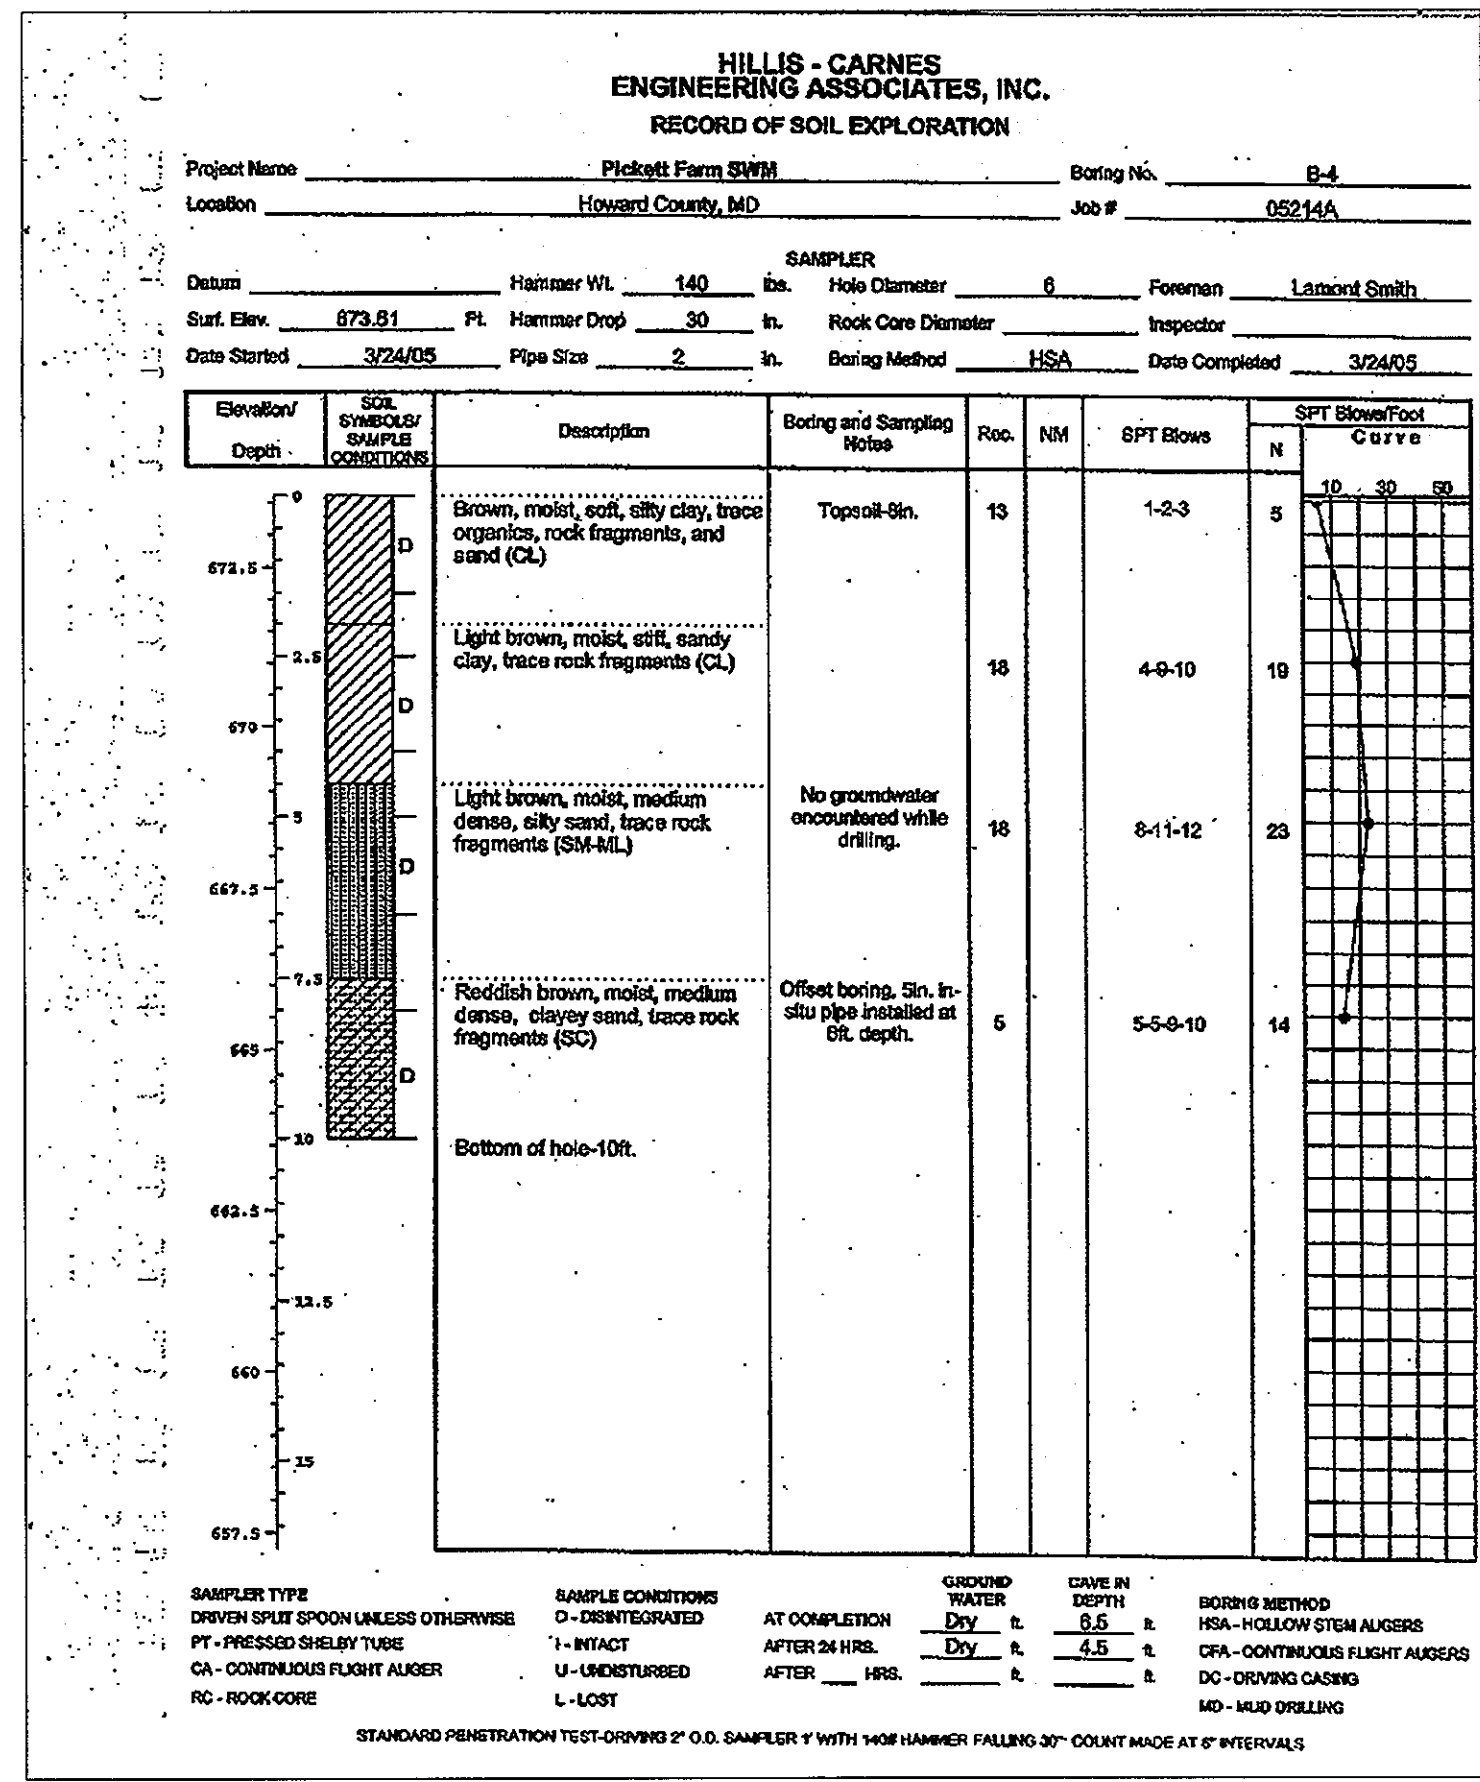 HILLIS - CARNES
ENGINEERING ASSOCIATES, INC.
RECORD OF SOIL EXPLORATION
Project Name Pickett Farm SWM Boring No. B-4
Location Howard County, MD Job # 05214A
SAMPLER
Datum Hammer Wt. 140 lbs. Hole Diameter 6 Foreman Lamont Smith
Surf. Elev. 673.61 Ft. Hammer Drop 30 in. Rock Core Diameter Inspector
Date Started 3/24/05 Pipe Size 2 in. Boring Method HSA Date Completed 3/24/05
Elevation/ Depth
SOIL SYMBOLS/ SAMPLE CONDITIONS
Description
Boring and Sampling Notes
Rec.
NM
SPT Blows
SPT Blows/Foot
N
Curve
10 30 50
0
Brown, moist, soft, silty clay, trace Topsoil-8in. 13 1-2-3 5
organics, rock fragments, and
sand (CL)
D
672.5
Light brown, moist, stiff, sandy
2.5
clay, trace rock fragments (CL) 18 4-9-10 19
D
670
Light brown, moist, medium No groundwater
5
dense, silty sand, trace rock encountered while 18 8-11-12 23
fragments (SM-ML) drilling.
D
667.5
7.5
Reddish brown, moist, medium Offset boring. 5in. in-
dense, clayey sand, trace rock situ pipe installed at 5 5-5-9-10 14
fragments (SC) 6ft. depth.
665
D
10
Bottom of hole-10ft.
662.5
12.5
660
15
657.5
SAMPLER TYPE
DRIVEN SPLIT SPOON UNLESS OTHERWISE
PT - PRESSED SHELBY TUBE
CA - CONTINUOUS FLIGHT AUGER
RC - ROCK CORE
SAMPLE CONDITIONS
D - DISINTEGRATED
I - INTACT
U - UNDISTURBED
L - LOST
GROUND WATER CAVE IN DEPTH
AT COMPLETION Dry ft. 6.5 ft.
AFTER 24 HRS. Dry ft. 4.5 ft.
AFTER ___ HRS. ft. ft.
BORING METHOD
HSA - HOLLOW STEM AUGERS
CFA - CONTINUOUS FLIGHT AUGERS
DC - DRIVING CASING
MD - MUD DRILLING
STANDARD PENETRATION TEST-DRIVING 2" O.D. SAMPLER 1' WITH 140# HAMMER FALLING 30": COUNT MADE AT 6" INTERVALS